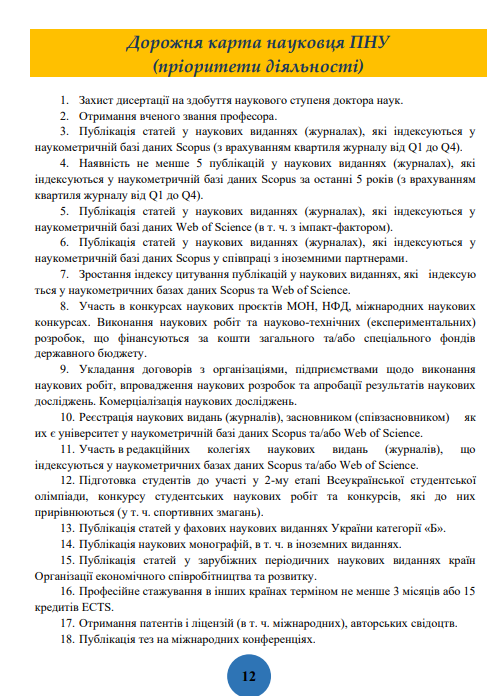 Дорожня карта науковця ПНУ
(пріоритети діяльності)
1. Захист дисертації на здобуття наукового ступеня доктора наук.
2. Отримання вченого звання професора.
3. Публікація статей у наукових виданнях (журналах), які індексуються у
наукометричній базі даних Scopus (з врахуванням квартиля журналу від Q1 до Q4).
4. Наявність не менше 5 публікацій у наукових виданнях (журналах), які
індексуються у наукометричній базі даних Scopus за останні 5 років (з врахуванням
квартиля журналу від Q1 до Q4).
5. Публікація статей у наукових виданнях (журналах), які індексуються у
наукометричній базі даних Web of Science (в т. ч. з імпакт-фактором).
6. Публікація статей у наукових виданнях (журналах), які індексуються у
наукометричній базі даних Scopus у співпраці з іноземними партнерами.
7. Зростання індексу цитування публікацій у наукових виданнях, які індексую
ться у наукометричних базах даних Scopus та Web of Science.
8. Участь в конкурсах наукових проєктів МОН, НФД, міжнародних наукових
конкурсах. Виконання наукових робіт та науково-технічних (експериментальних)
розробок, що фінансуються за кошти загального та/або спеціального фондів
державного бюджету.
9. Укладання договорів з організаціями, підприємствами щодо виконання
наукових робіт, впровадження наукових розробок та апробації результатів наукових
досліджень. Комерціалізація наукових досліджень.
10. Реєстрація наукових видань (журналів), засновником (співзасновником) як
их є університет у наукометричній базі даних Scopus та/або Web of Science.
11. Участь в редакційних колегіях наукових видань (журналів), що
індексуються у наукометричних базах даних Scopus та/або Web of Science.
12. Підготовка студентів до участі у 2-му етапі Всеукраїнської студентської
олімпіади, конкурсу студентських наукових робіт та конкурсів, які до них
прирівнюються (у т. ч. спортивних змагань).
13. Публікація статей у фахових наукових виданнях України категорії «Б».
14. Публікація наукових монографій, в т. ч. в іноземних виданнях.
15. Публікація статей у зарубіжних періодичних наукових виданнях країн
Організації економічного співробітництва та розвитку.
16. Професійне стажування в інших країнах терміном не менше 3 місяців або 15
кредитів ECTS.
17. Отримання патентів і ліцензій (в т. ч. міжнародних), авторських свідоцтв.
18. Публікація тез на міжнародних конференціях.
12